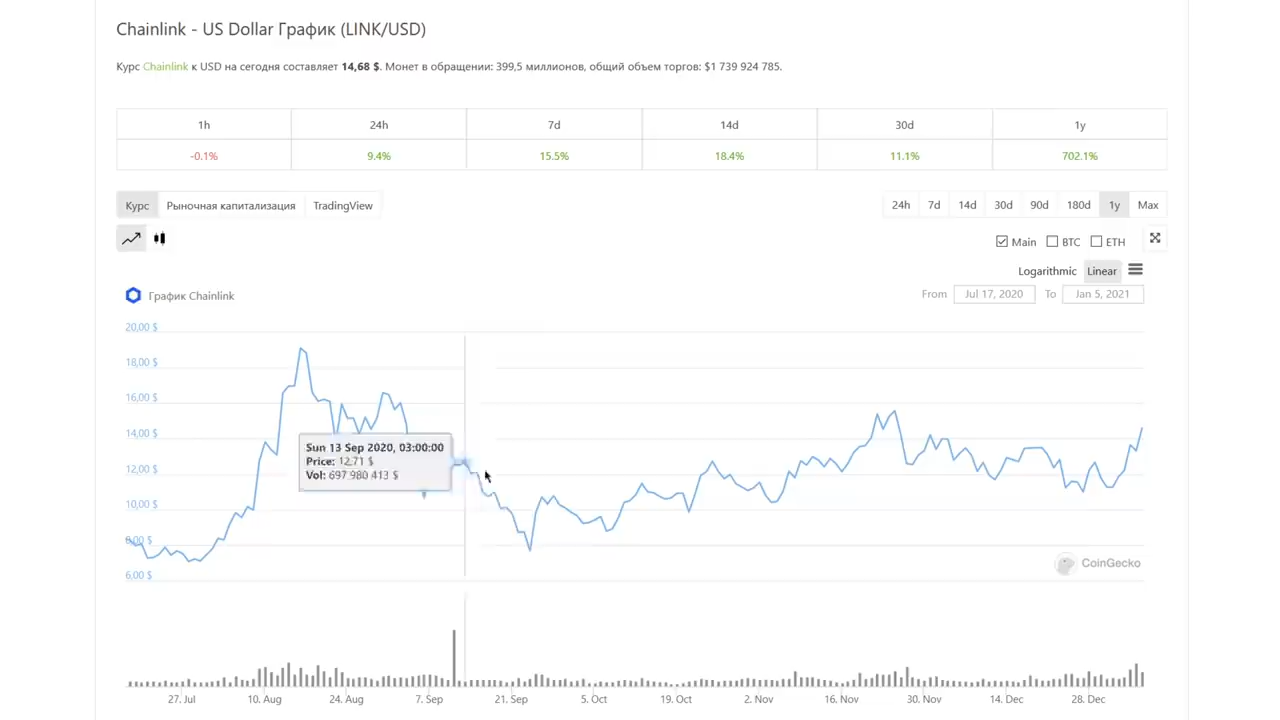 Chainlink - US Dollar График (LINK/USD)
Курс Chainlink к USD на сегодня составляет 14,68 $. Монет в обращении: 399,5 миллионов, общий объем торгов: $1 739 924 785.
1h 24h 7d 14d 30d 1y
-0.1% 9.4% 15.5% 18.4% 11.1% 702.1%
Курс Рыночная капитализация TradingView 24h 7d 14d 30d 90d 180d 1y Max
Main BTC ETH
Logarithmic Linear
График Chainlink From Jul 17, 2020 To Jan 5, 2021
20,00 $
18,00 $
16,00 $
14,00 $
Sun 13 Sep 2020, 03:00:00
Price: 12,71 $
12,00 $
Vol: 697 980 413 $
10,00 $
8,00 $
CoinGecko
6,00 $
27. Jul 10. Aug 24. Aug 7. Sep 21. Sep 5. Oct 19. Oct 2. Nov 16. Nov 30. Nov 14. Dec 28. Dec